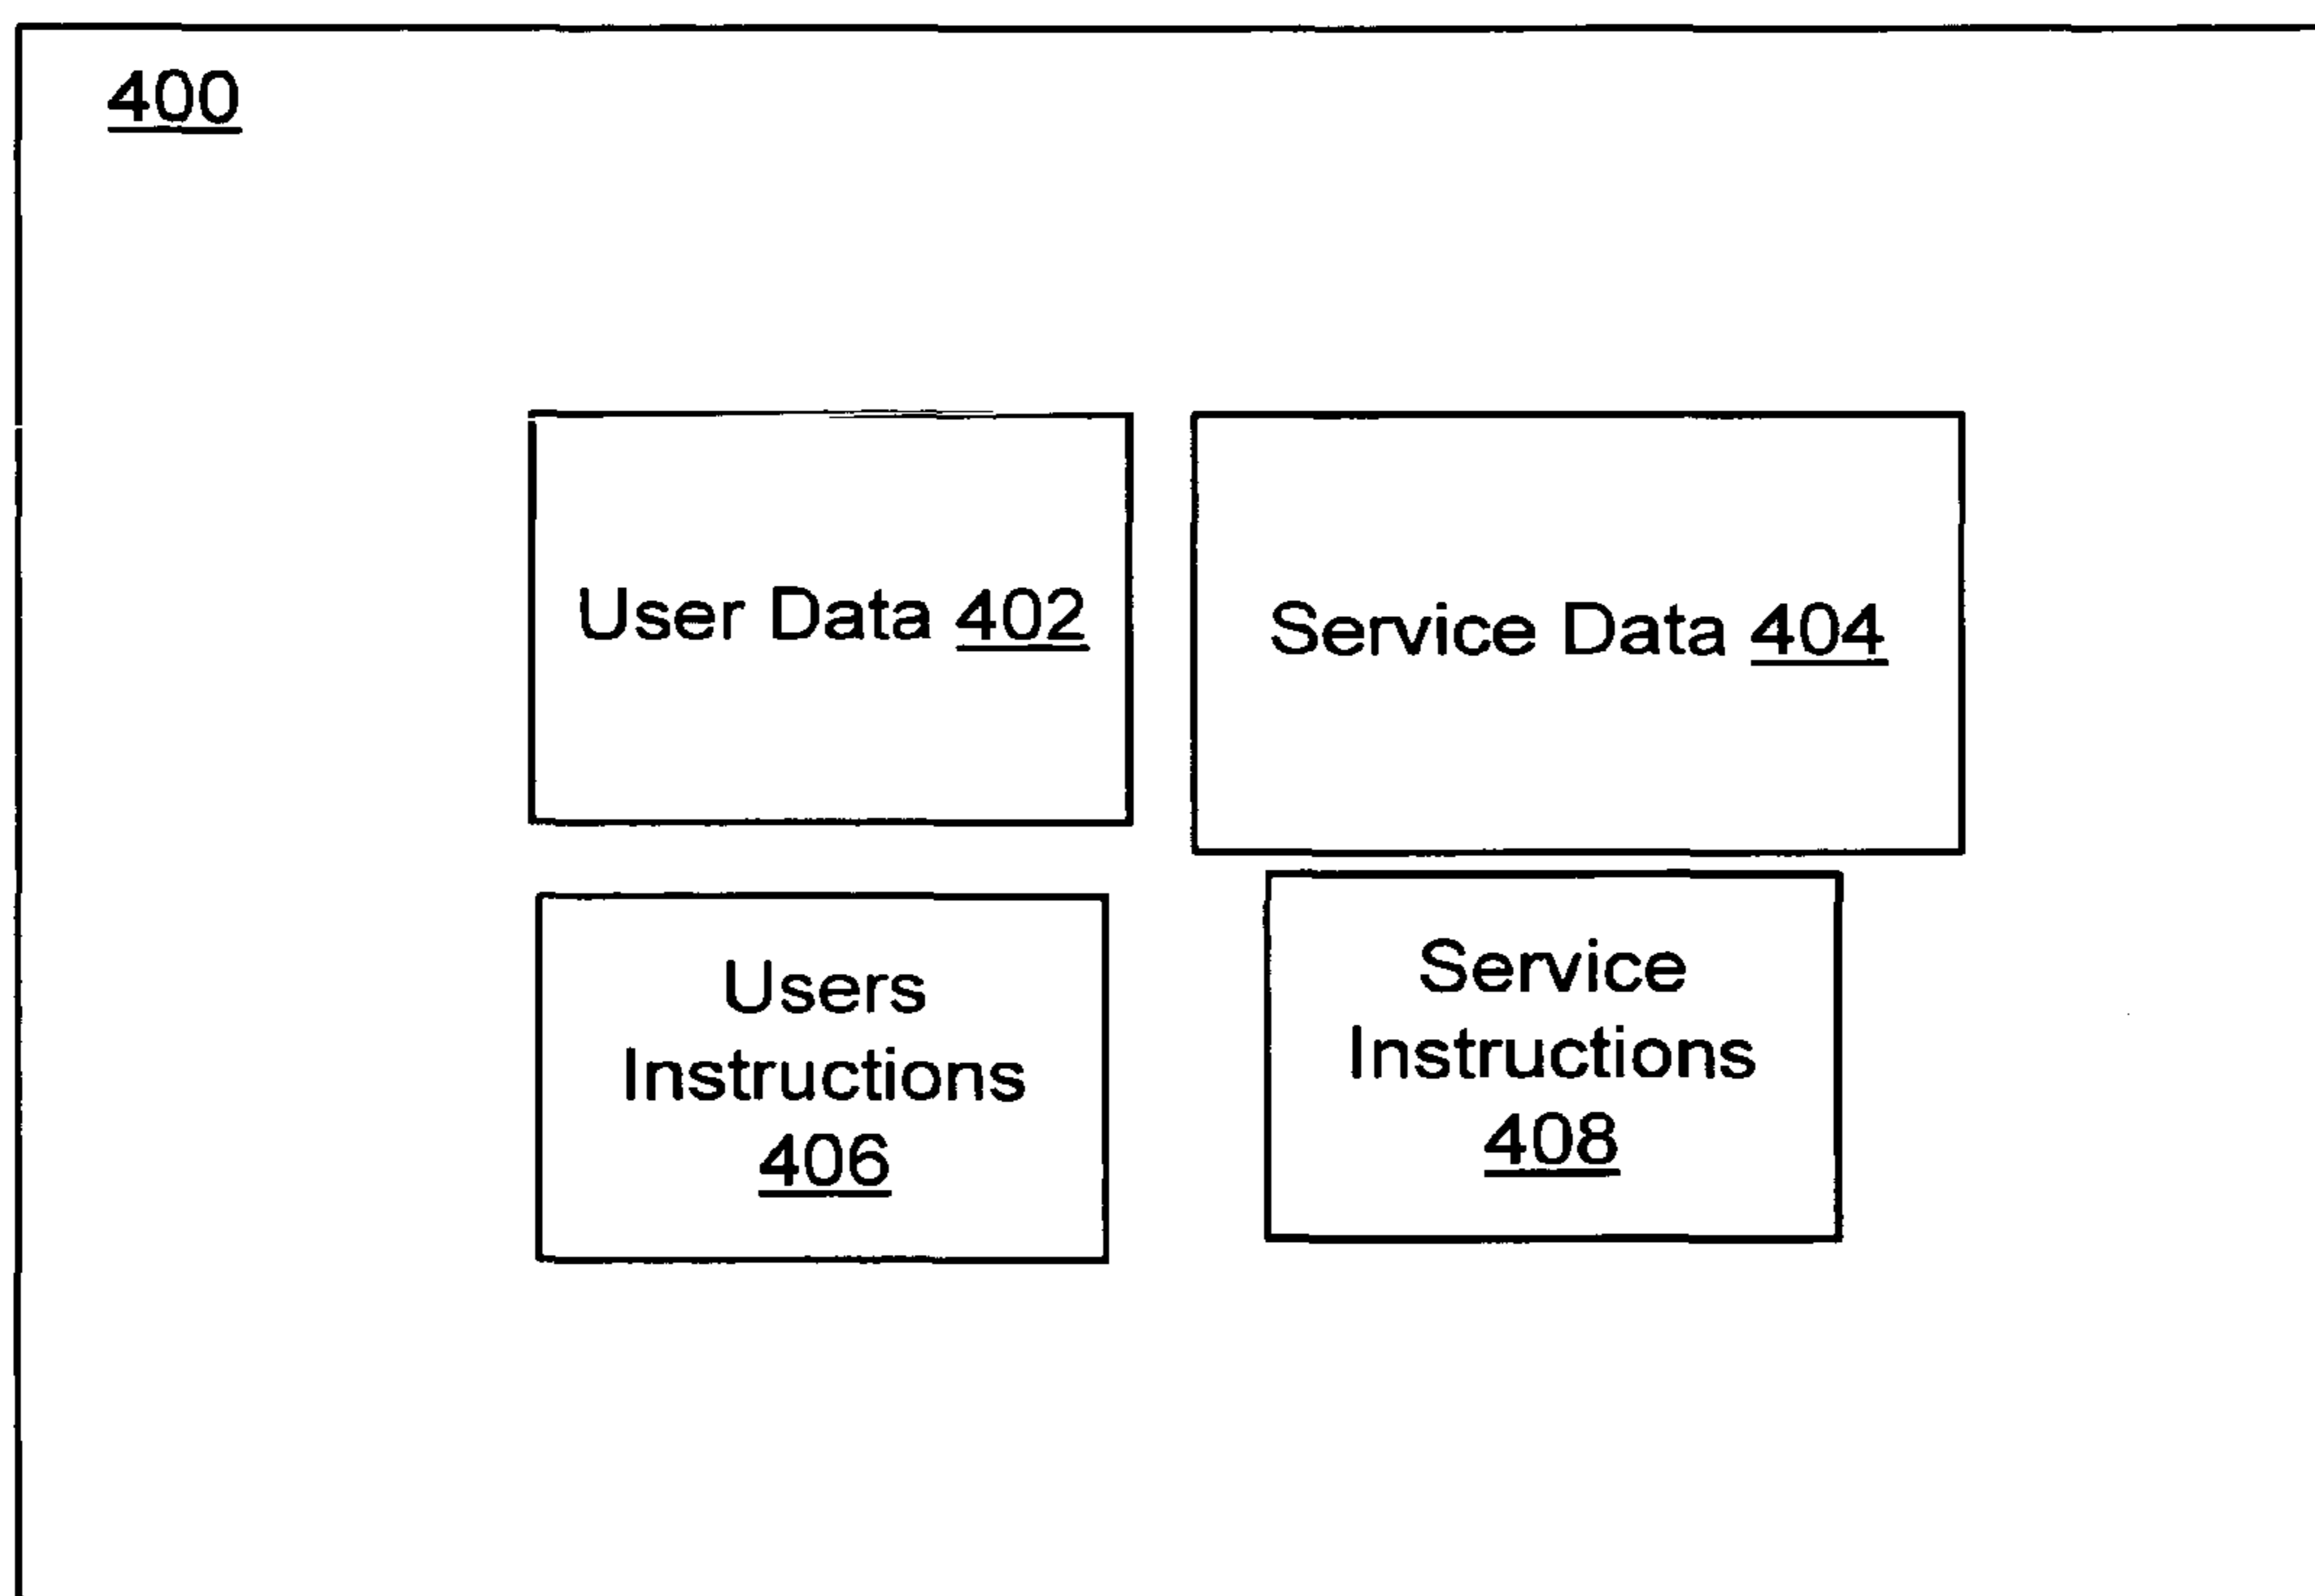 400
User Data 402
Service Data 404
Users
Instructions
406
Service
Instructions
408